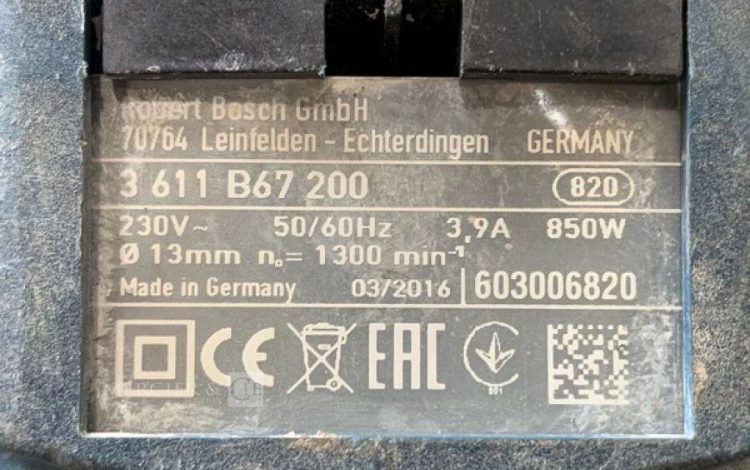 Robert Bosch GmbH
70764 Leinfelden - Echterdingen GERMANY
3 611 B67 200 820
230V~ 50/60Hz 3,9A 850W
Ø 13mm n₀= 1300 min⁻¹
Made in Germany 03/2016 603006820
CE EAC 001